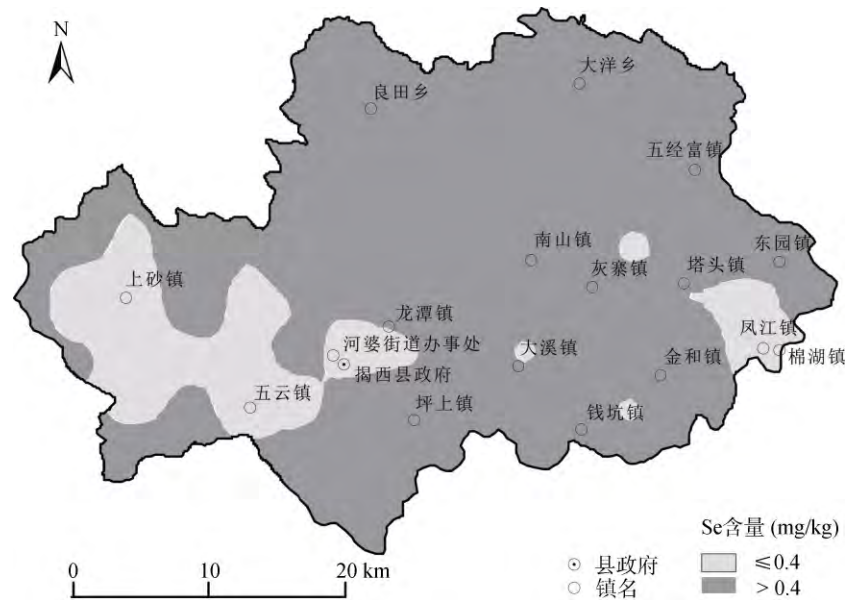 N
大洋乡
良田乡
五经富镇
南山镇
东园镇
灰寨镇
塔头镇
上砂镇
龙潭镇
河婆街道办事处
大溪镇
凤江镇
揭西县政府
金和镇
棉湖镇
五云镇
坪上镇
钱坑镇
Se含量 (mg/kg)
县政府
≤0.4
镇名
>0.4
0 10 20 km